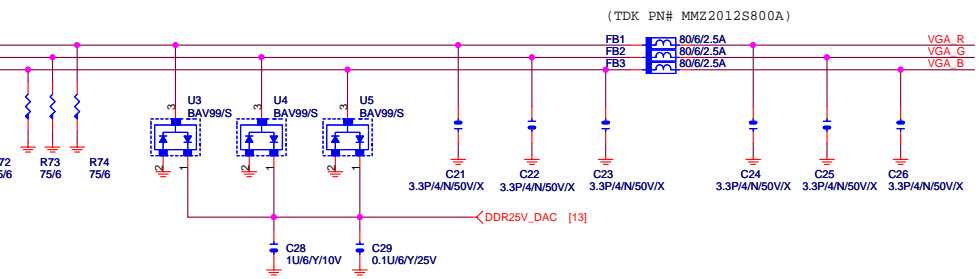 (TDK PN# MMZ2012S800A)
FB1 80/6/2.5A VGA_R
FB2 80/6/2.5A VGA_G
FB3 80/6/2.5A VGA_B
3 U3 3 U4 3 U5
BAV99/S BAV99/S BAV99/S
2 1 2 1 2 1
72 R73 R74
5/6 75/6 75/6
C21 C22 C23 C24 C25 C26
3.3P/4/N/50V/X 3.3P/4/N/50V/X 3.3P/4/N/50V/X 3.3P/4/N/50V/X 3.3P/4/N/50V/X 3.3P/4/N/50V/X
DDR25V_DAC [13]
C28 C29
1U/6/Y/10V 0.1U/6/Y/25V